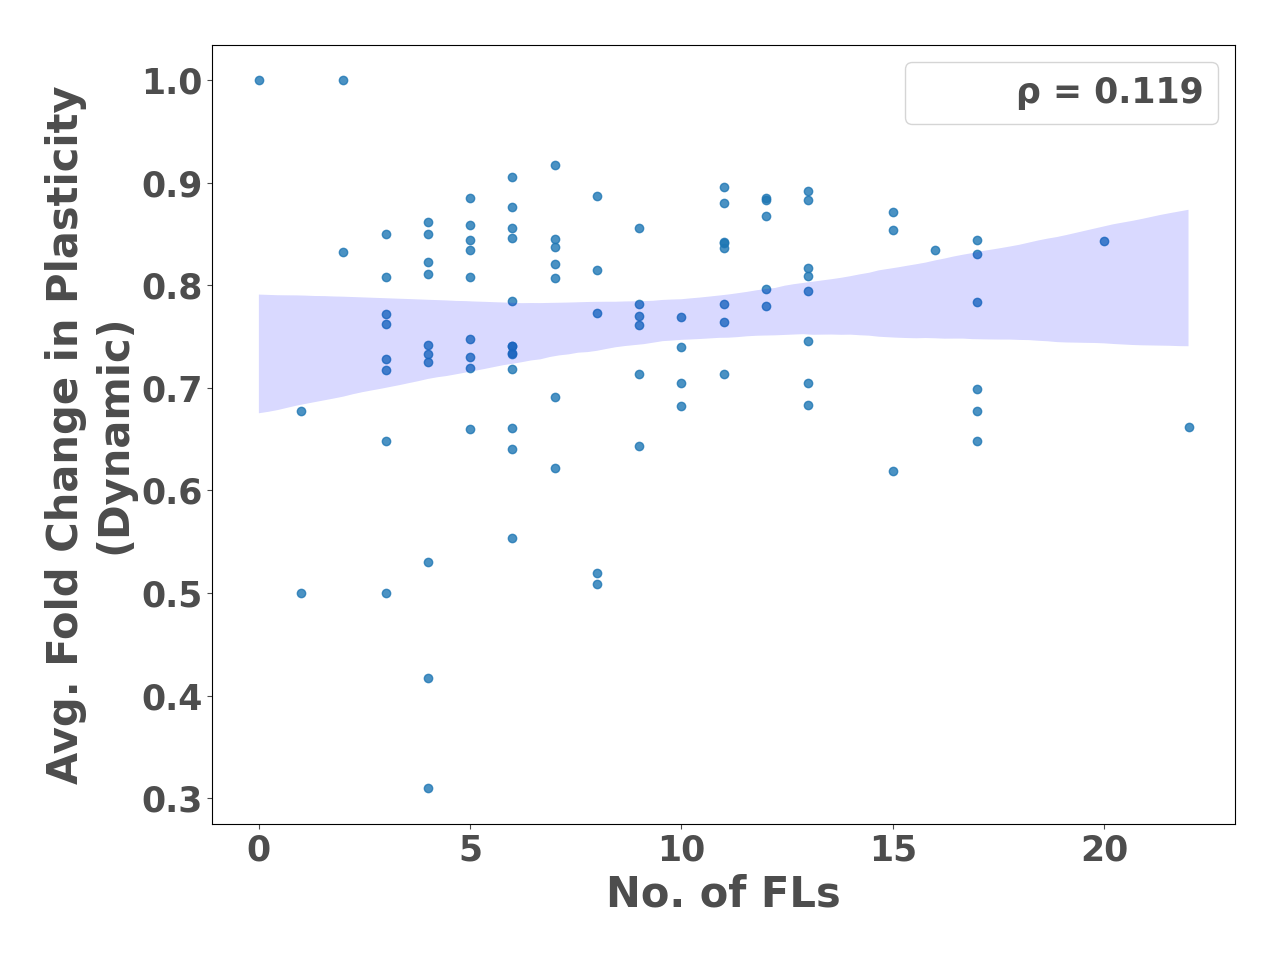 Avg. Fold Change in Plasticity
(Dynamic)
1.0
0.9
0.8
0.7
0.6
0.5
0.4
0.3
ρ = 0.119
0 5 10 15 20
No. of FLs